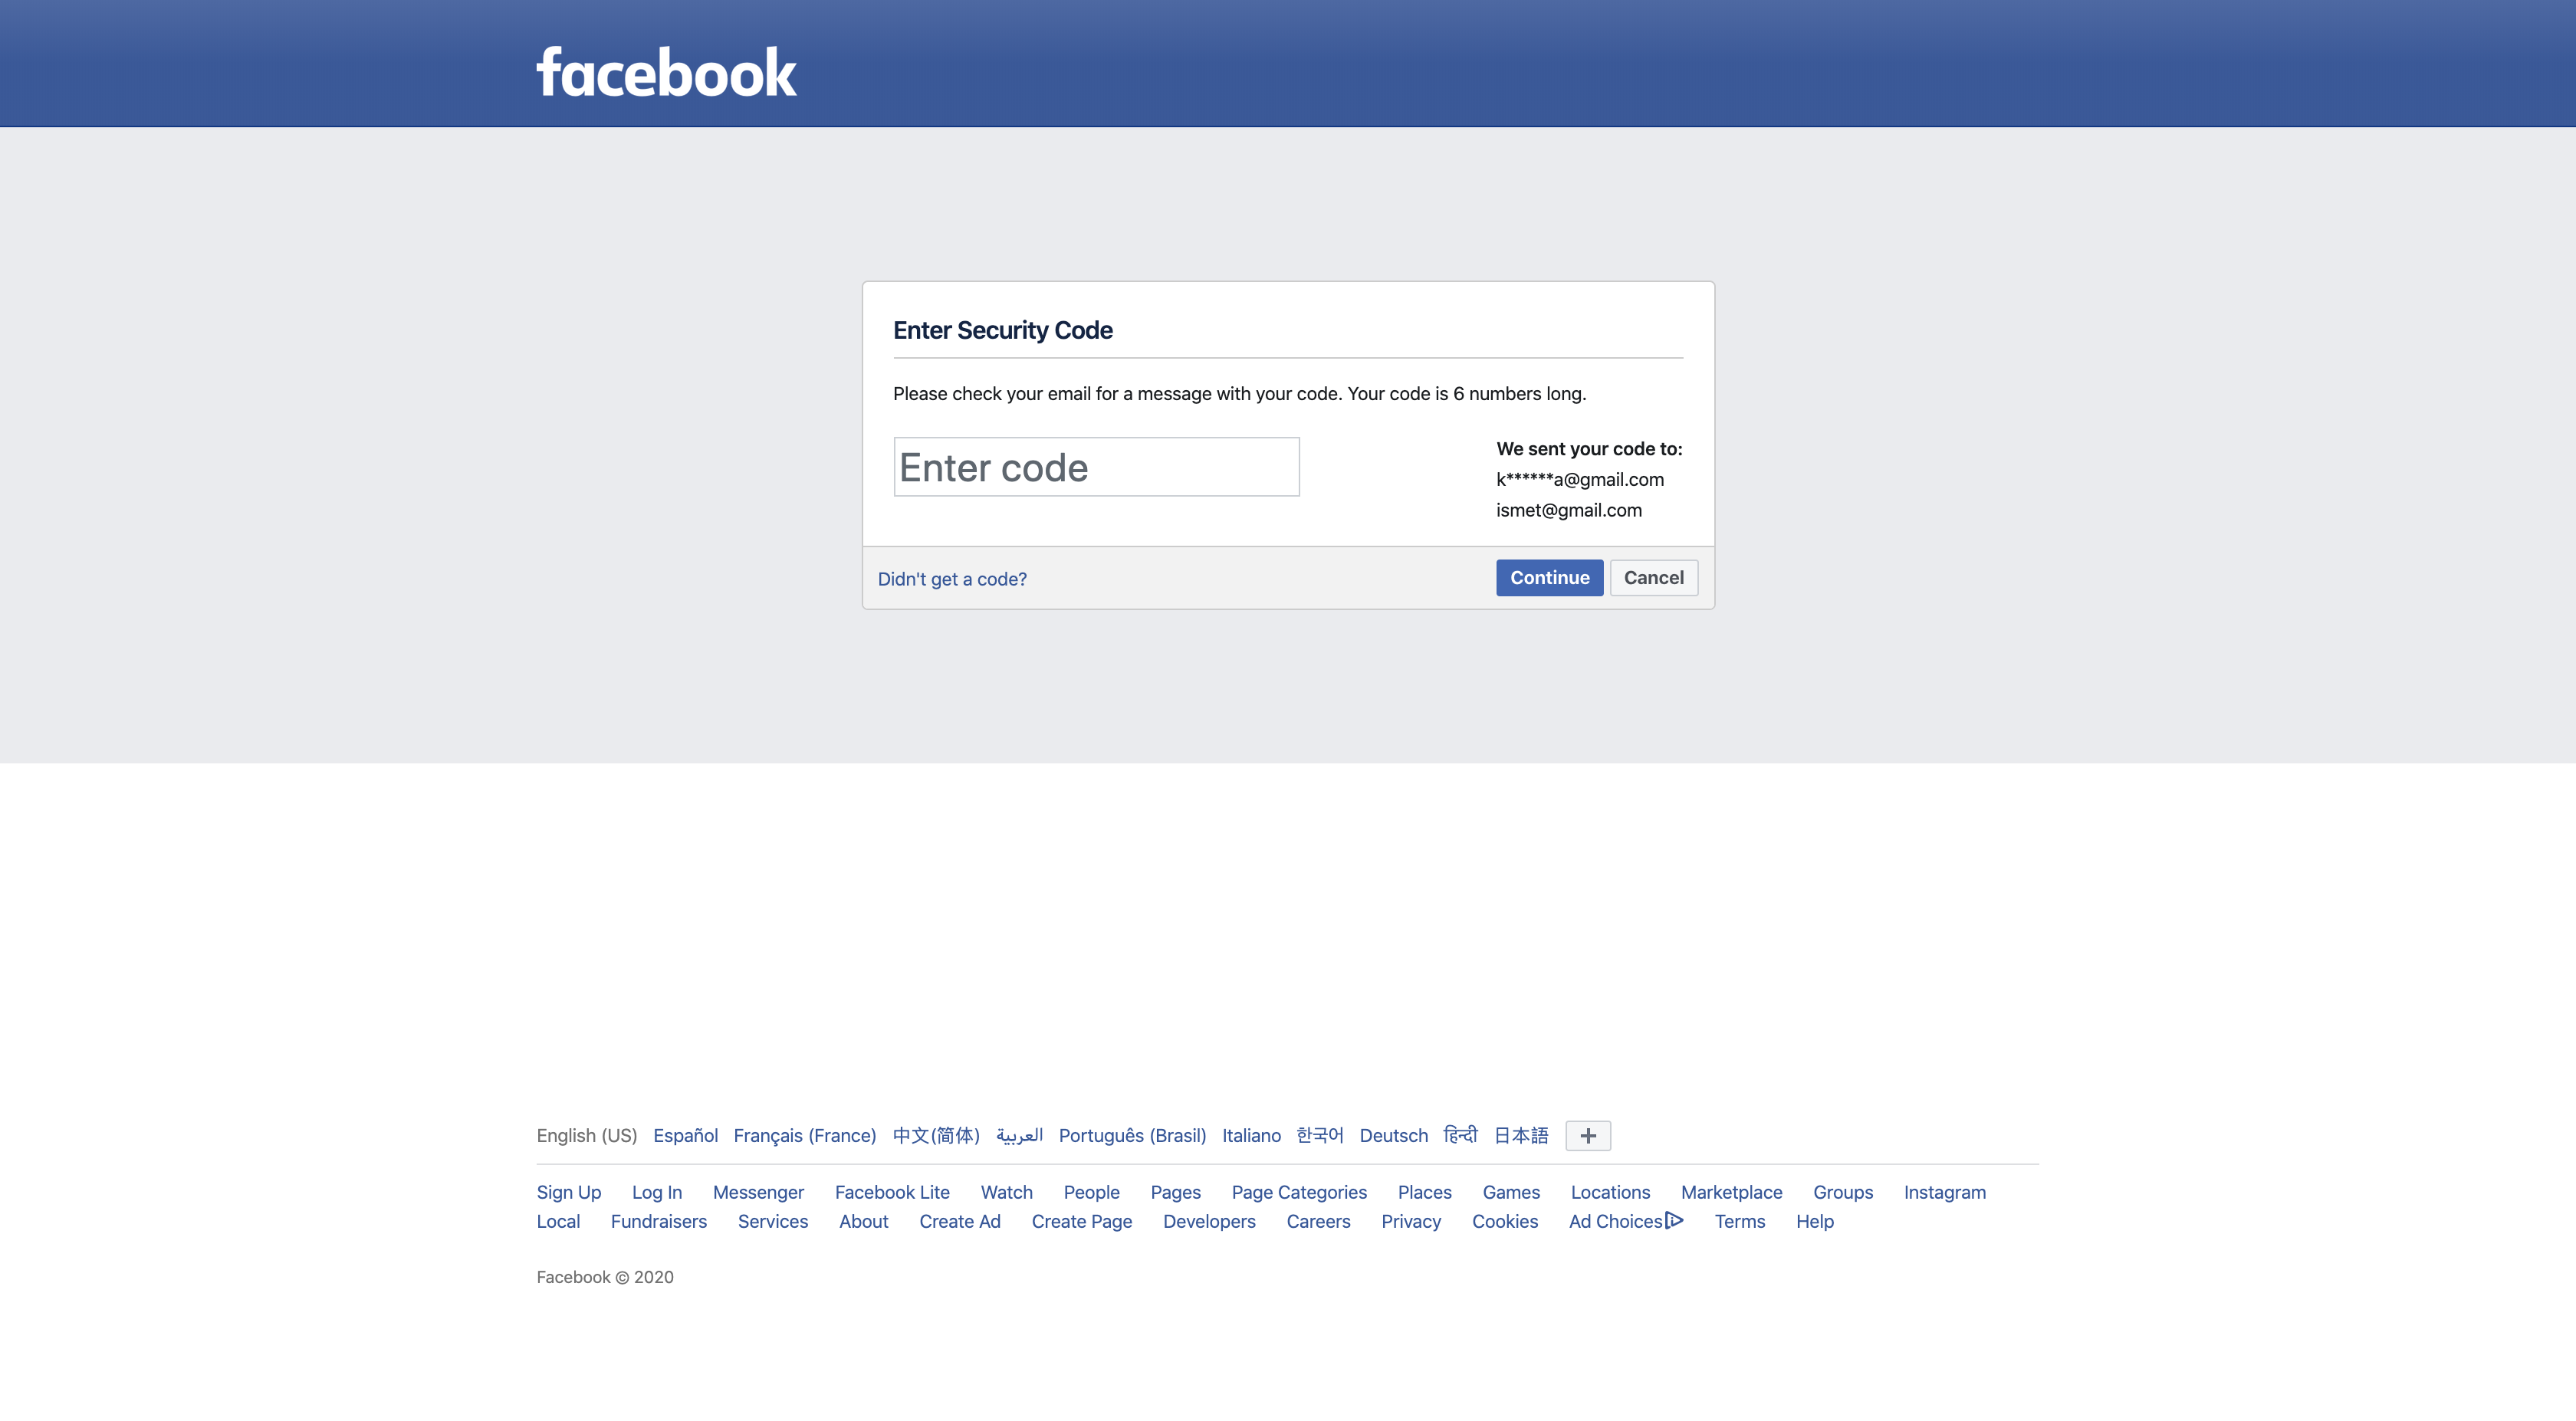 facebook
Enter Security Code
Please check your email for a message with your code. Your code is 6 numbers long.
Enter code
We sent your code to:
k******a@gmail.com
ismet@gmail.com
Didn't get a code?
Continue Cancel
English (US) Español Français (France) 中文(简体) العربية Português (Brasil) Italiano 한국어 Deutsch हिन्दी 日本語
Sign Up Log In Messenger Facebook Lite Watch People Pages Page Categories Places Games Locations Marketplace Groups Instagram
Local Fundraisers Services About Create Ad Create Page Developers Careers Privacy Cookies Ad Choices Terms Help
Facebook © 2020